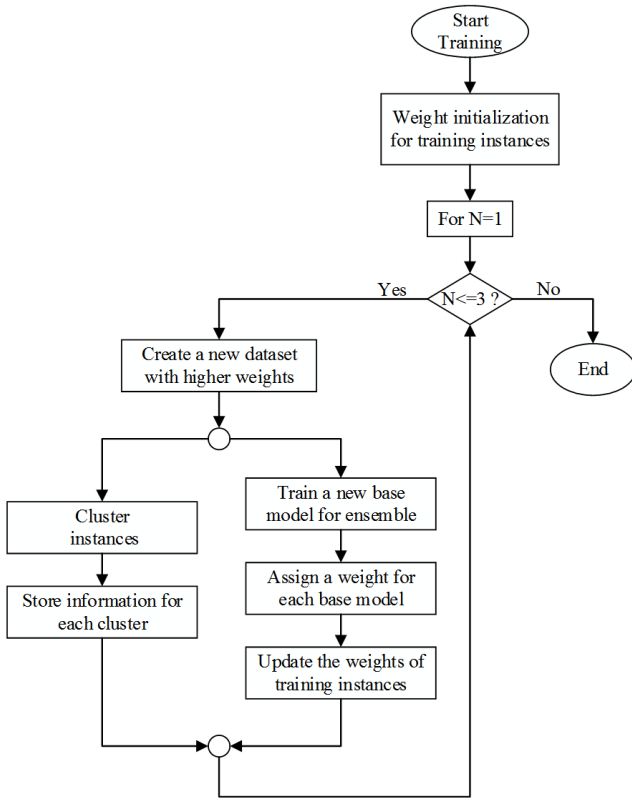 Start
Training
Weight initialization
for training instances
For N=1
N<=3 ?
Yes
No
Create a new dataset
with higher weights
End
Cluster
instances
Store information for
each cluster
Train a new base
model for ensemble
Assign a weight for
each base model
Update the weights of
training instances